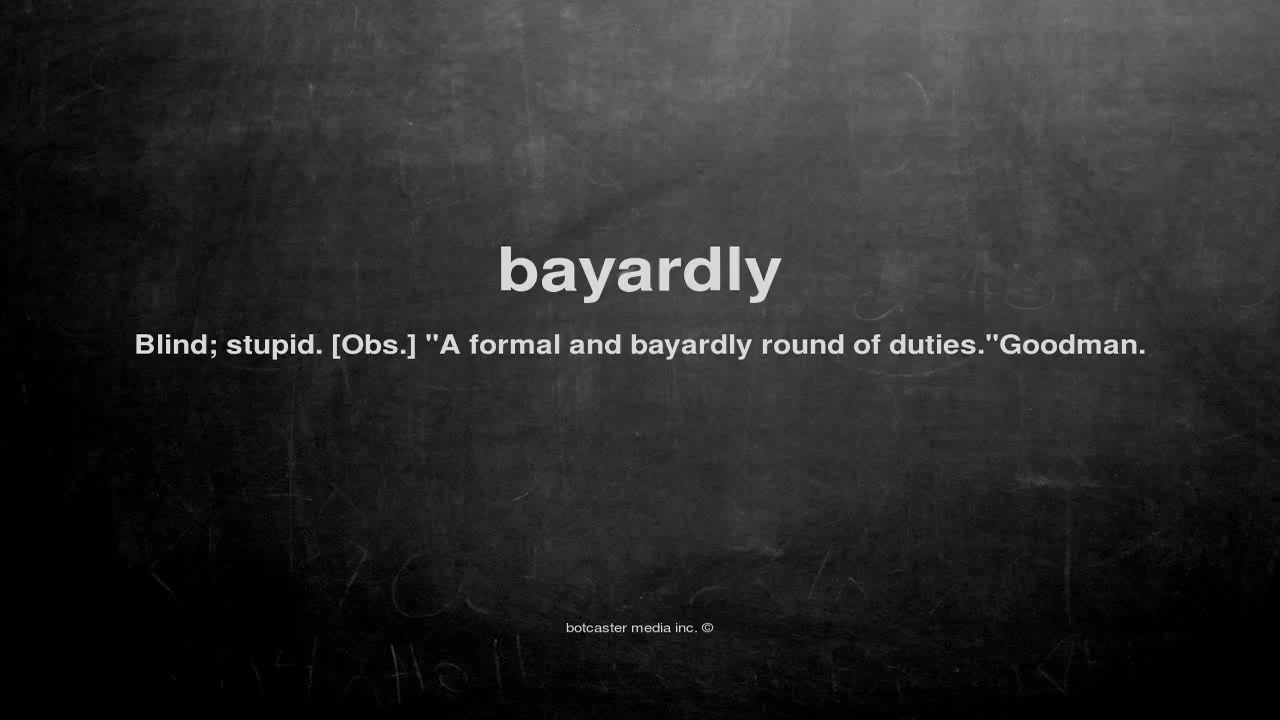 bayardly
Blind; stupid. [Obs.] "A formal and bayardly round of duties."Goodman.
botcaster media inc. ©